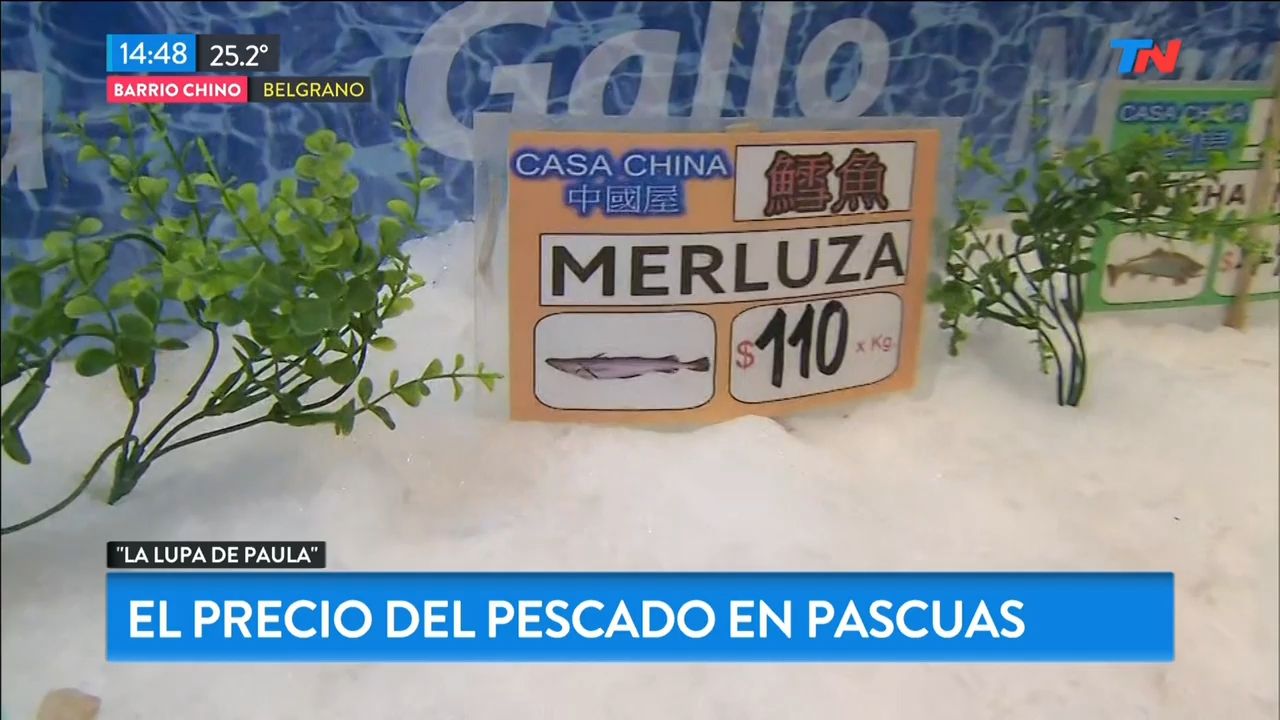 Gallo
14:48 25.2°
TN
BARRIO CHINO BELGRANO
CASA CHINA
中國屋
鱈魚
MERLUZA
$110 x Kg.
CASA CHINA
"LA LUPA DE PAULA"
EL PRECIO DEL PESCADO EN PASCUAS